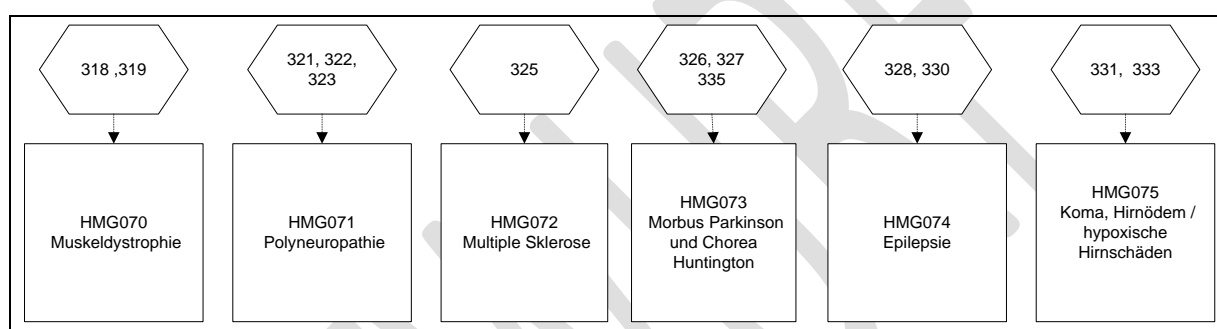 318 ,319
321, 322,
323
325
326, 327
335
328, 330
331, 333
HMG070
Muskeldystrophie
HMG071
Polyneuropathie
HMG072
Multiple Sklerose
HMG073
Morbus Parkinson
und Chorea
Huntington
HMG074
Epilepsie
HMG075
Koma, Hirnödem /
hypoxische
Hirnschäden